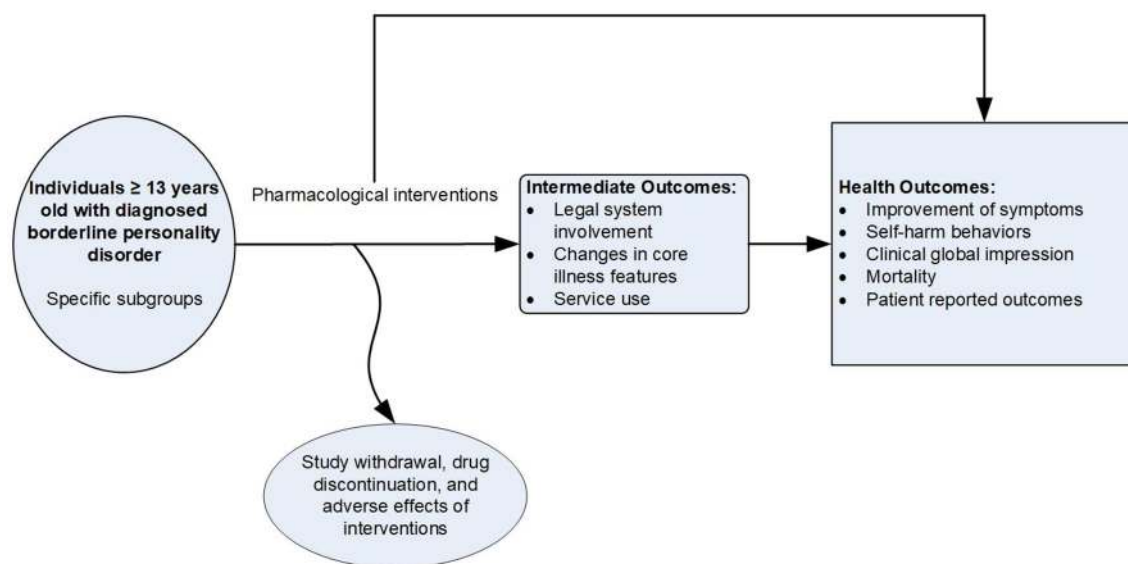 Individuals ≥ 13 years
old with diagnosed
borderline personality
disorder
Specific subgroups
Pharmacological interventions
Intermediate Outcomes:
• Legal system
involvement
• Changes in core
illness features
• Service use
Health Outcomes:
• Improvement of symptoms
• Self-harm behaviors
• Clinical global impression
• Mortality
• Patient reported outcomes
Study withdrawal, drug
discontinuation, and
adverse effects of
interventions